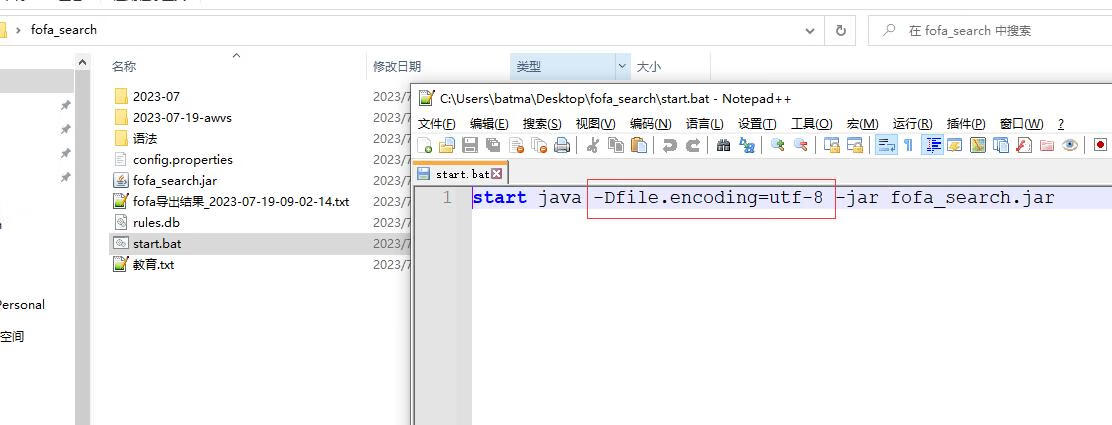 fofa_search
在 fofa_search 中搜索
名称
修改日期
类型
大小
2023-07
2023/7
2023-07-19-awvs
2023/7
语法
2023/7
config.properties
2023/7
fofa_search.jar
2023/7
fofa导出结果_2023-07-19-09-02-14.txt
2023/7
rules.db
2023/7
start.bat
2023/7
教育.txt
2023/7
Personal
空间
C:\Users\batma\Desktop\fofa_search\start.bat - Notepad++
文件(F) 编辑(E) 搜索(S) 视图(V) 编码(N) 语言(L) 设置(T) 工具(O) 宏(M) 运行(R) 插件(P) 窗口(W) ?
start.bat
1 start java -Dfile.encoding=utf-8 -jar fofa_search.jar